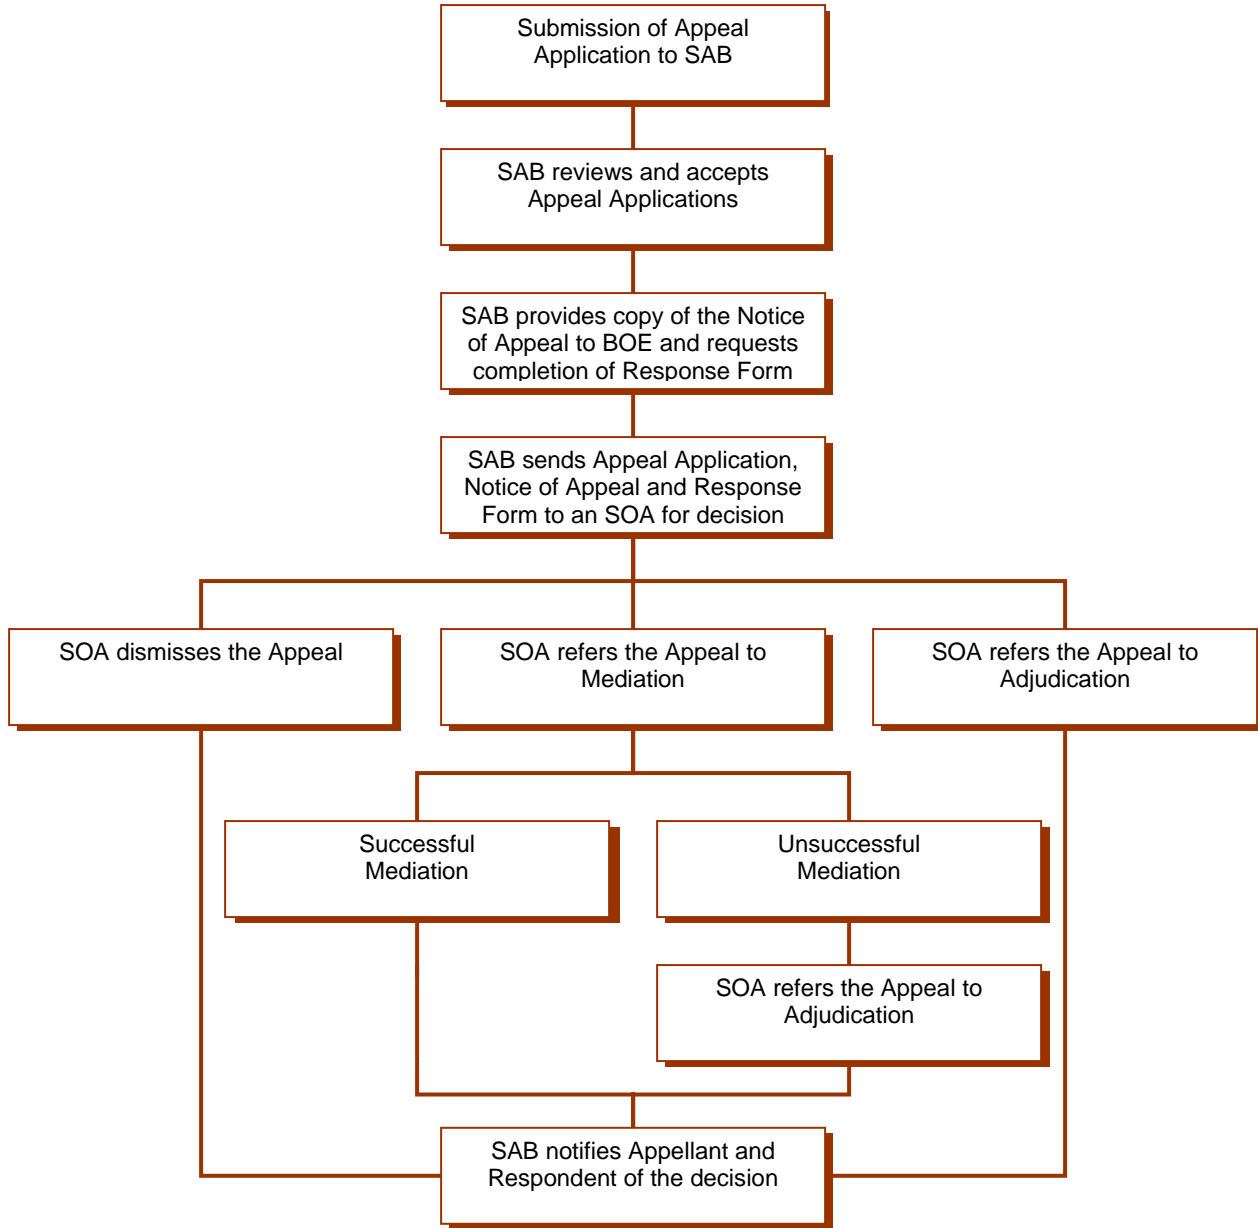 Submission of Appeal
Application to SAB
SAB reviews and accepts
Appeal Applications
SAB provides copy of the Notice
of Appeal to BOE and requests
completion of Response Form
SAB sends Appeal Application,
Notice of Appeal and Response
Form to an SOA for decision
SOA dismisses the Appeal
SOA refers the Appeal to
Mediation
SOA refers the Appeal to
Adjudication
Successful
Mediation
Unsuccessful
Mediation
SOA refers the Appeal to
Adjudication
SAB notifies Appellant and
Respondent of the decision